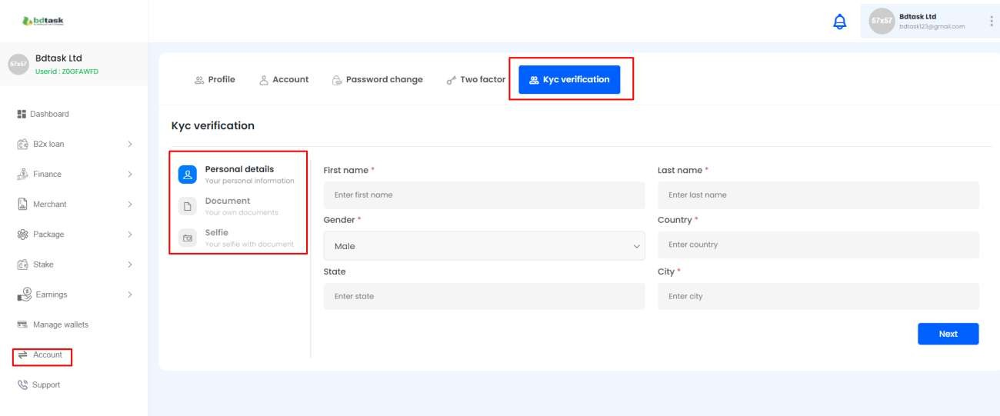 bdtask
Bdtask Ltd
bdtask123@gmail.com
57x57
57x57
Bdtask Ltd
Userid : Z0GFAWFD
Dashboard
B2x loan
Finance
Merchant
Package
Stake
Earnings
Manage wallets
Account
Support
Profile
Account
Password change
Two factor
Kyc verification
Kyc verification
Personal details
Your personal information
Document
Your own documents
Selfie
Your selfie with document
First name *
Enter first name
Last name *
Enter last name
Gender *
Male
Country *
Enter country
State
Enter state
City *
Enter city
Next